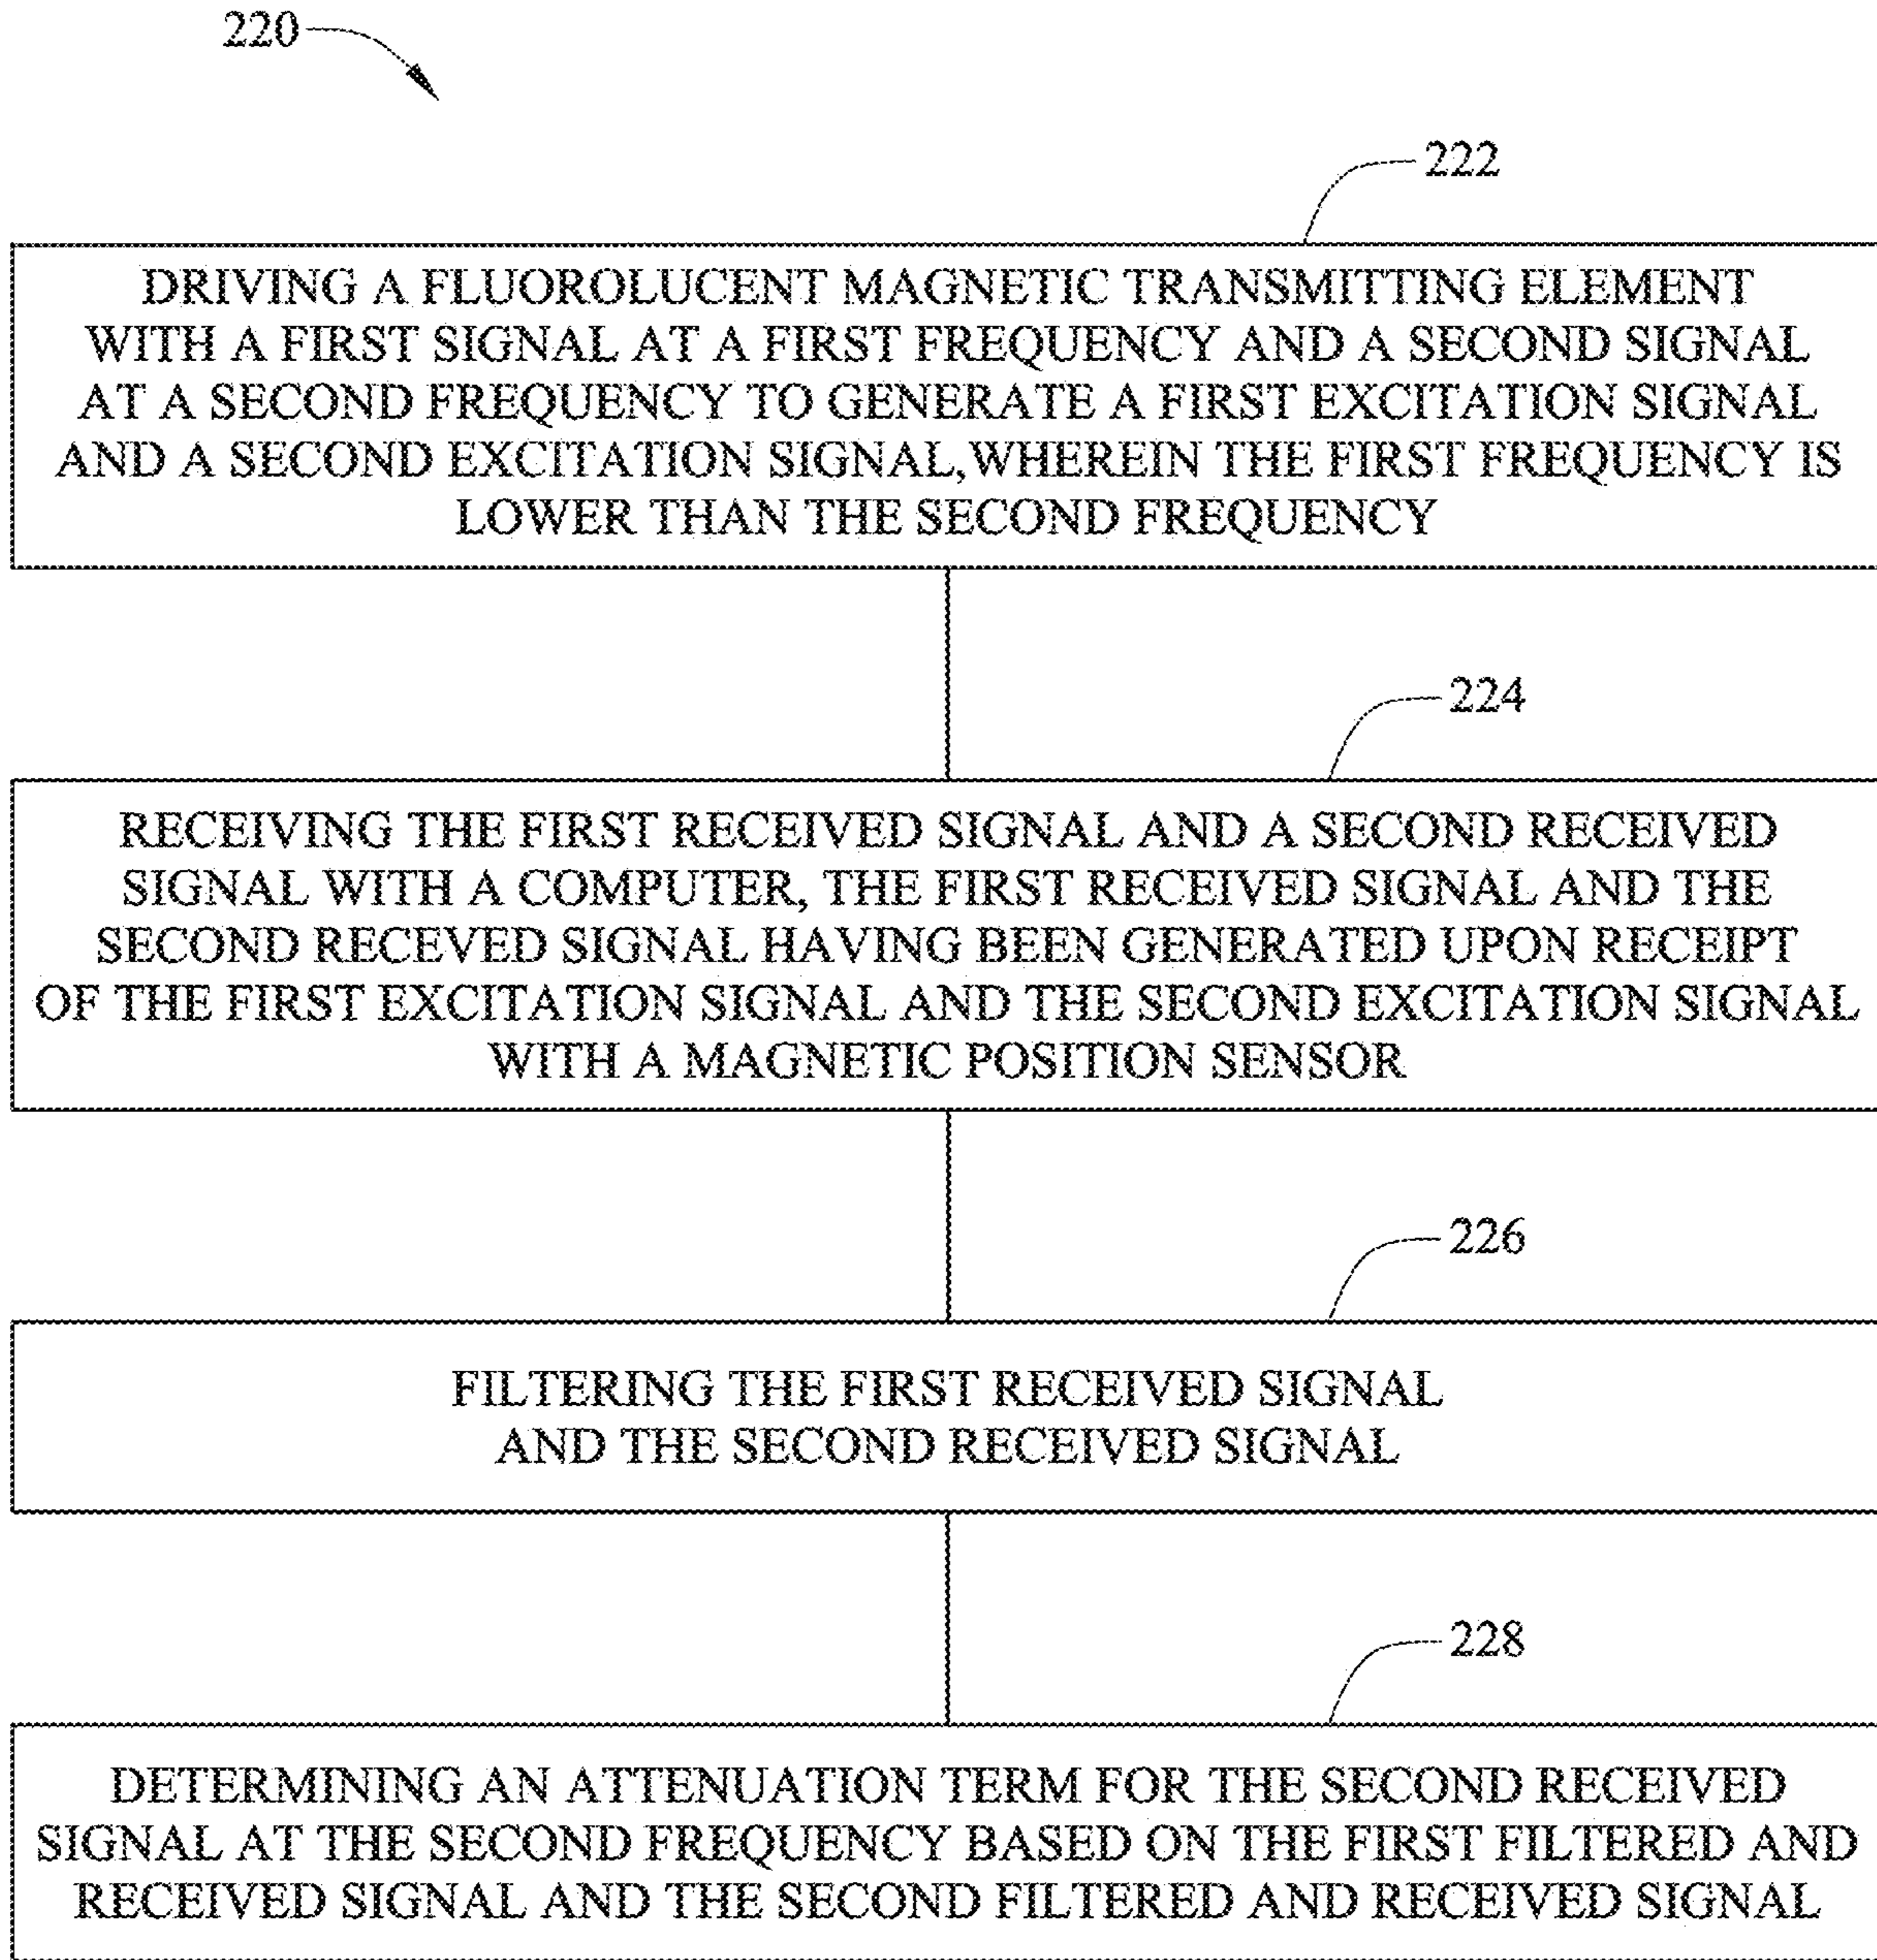 220
222
DRIVING A FLUOROLUCENT MAGNETIC TRANSMITTING ELEMENT
WITH A FIRST SIGNAL AT A FIRST FREQUENCY AND A SECOND SIGNAL
AT A SECOND FREQUENCY TO GENERATE A FIRST EXCITATION SIGNAL
AND A SECOND EXCITATION SIGNAL,WHEREIN THE FIRST FREQUENCY IS
LOWER THAN THE SECOND FREQUENCY
224
RECEIVING THE FIRST RECEIVED SIGNAL AND A SECOND RECEIVED
SIGNAL WITH A COMPUTER, THE FIRST RECEIVED SIGNAL AND THE
SECOND RECEVED SIGNAL HAVING BEEN GENERATED UPON RECEIPT
OF THE FIRST EXCITATION SIGNAL AND THE SECOND EXCITATION SIGNAL
WITH A MAGNETIC POSITION SENSOR
226
FILTERING THE FIRST RECEIVED SIGNAL
AND THE SECOND RECEIVED SIGNAL
228
DETERMINING AN ATTENUATION TERM FOR THE SECOND RECEIVED
SIGNAL AT THE SECOND FREQUENCY BASED ON THE FIRST FILTERED AND
RECEIVED SIGNAL AND THE SECOND FILTERED AND RECEIVED SIGNAL